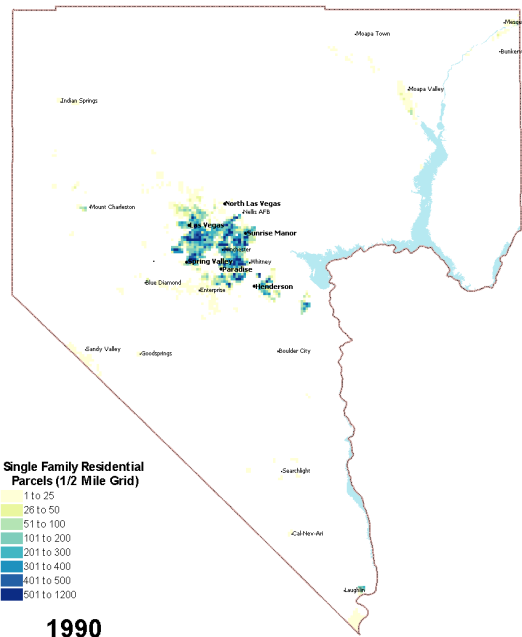 Mesqu
Moapa Town
Bunkerv
Moapa Valley
Indian Springs
North Las Vegas
Mount Charleston
Nellis AFB
Las Vegas
Sunrise Manor
Winchester
Spring Valley
Whitney
Paradise
Blue Diamond
Enterprise
Henderson
Sandy Valley
Goodsprings
Boulder City
Single Family Residential
Parcels (1/2 Mile Grid)
1 to 25
Searchlight
26 to 50
51 to 100
Cal-Nev-Ari
101 to 200
201 to 300
301 to 400
401 to 500
Laughlin
501 to 1200
1990